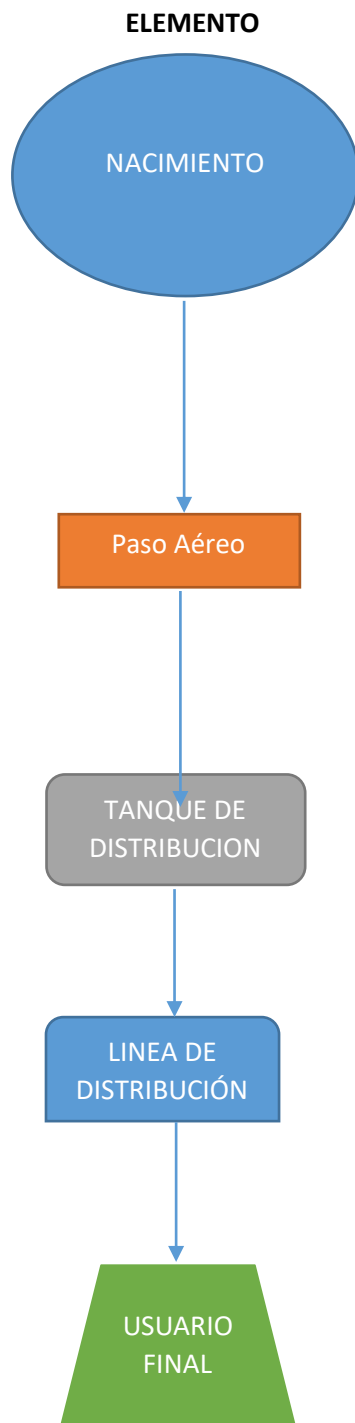 ELEMENTO
NACIMIENTO
Paso Aéreo
TANQUE DE
DISTRIBUCION
LINEA DE
DISTRIBUCIÓN
USUARIO
FINAL